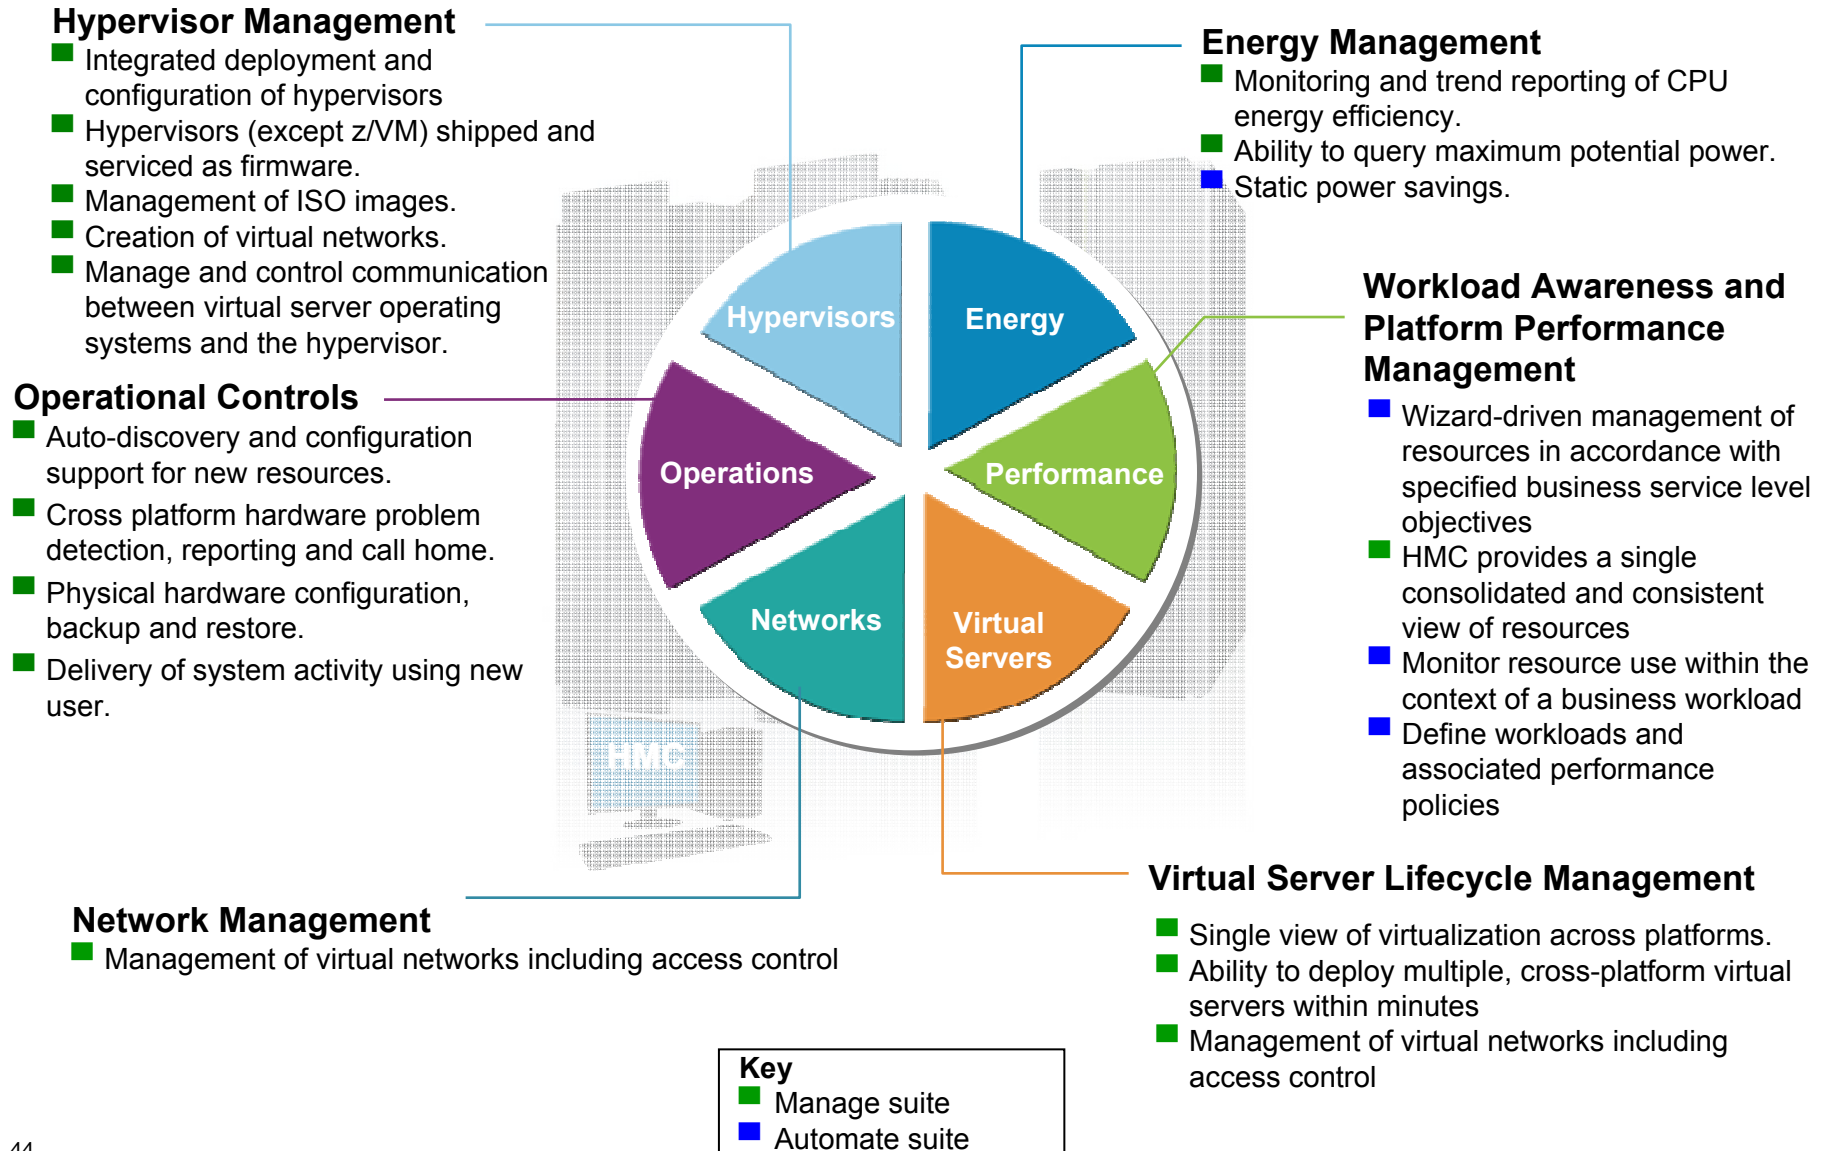 Hypervisor Management
Integrated deployment and
configuration of hypervisors
Hypervisors (except z/VM) shipped and
serviced as firmware.
Management of ISO images.
Creation of virtual networks.
Manage and control communication
between virtual server operating
systems and the hypervisor.
Operational Controls
Auto-discovery and configuration
support for new resources.
Cross platform hardware problem
detection, reporting and call home.
Physical hardware configuration,
backup and restore.
Delivery of system activity using new
user.
Network Management
Management of virtual networks including access control
Energy Management
Monitoring and trend reporting of CPU
energy efficiency.
Ability to query maximum potential power.
Static power savings.
Workload Awareness and
Platform Performance
Management
Wizard-driven management of
resources in accordance with
specified business service level
objectives
HMC provides a single
consolidated and consistent
view of resources
Monitor resource use within the
context of a business workload
Define workloads and
associated performance
policies
Virtual Server Lifecycle Management
Single view of virtualization across platforms.
Ability to deploy multiple, cross-platform virtual
servers within minutes
Management of virtual networks including
access control
Hypervisors
Energy
Operations
Performance
Networks
Virtual
Servers
HMC
Key
Manage suite
Automate suite
44